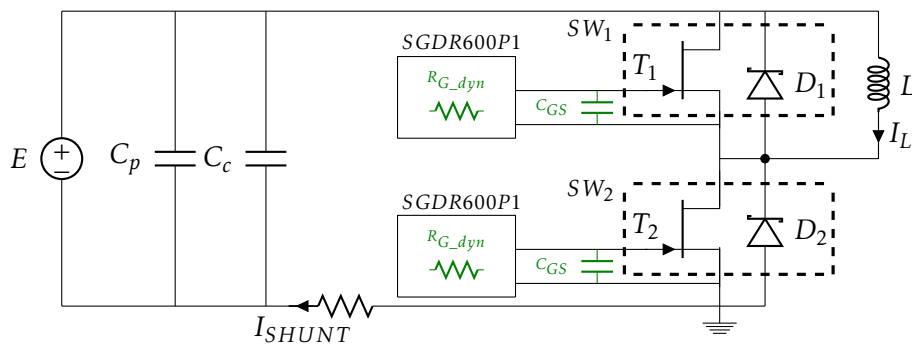 SGDR600P1
SW1
RG_dyn
T1
CGS
D1
L
IL
E
Cp
Cc
SGDR600P1
SW2
RG_dyn
T2
CGS
D2
ISHUNT